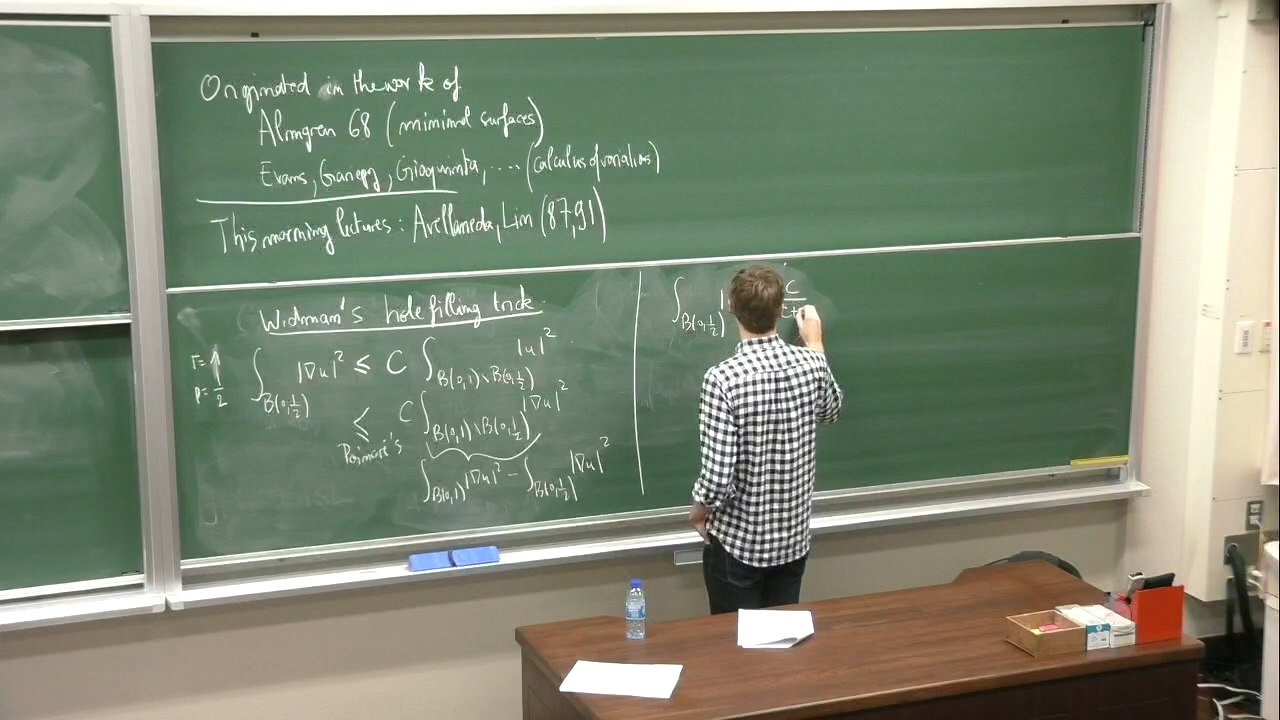 Originated in the work of
Almgren 68 (minimal surfaces)
Evans, Gariepy, Giaquinta, .... (calculus of variations)
This morning lectures: Avellaneda, Lin (87,91)
Widman's hole filling trick
r = 1
ρ = 1/2
∫_{B(0,1/2)} |∇u|² ≤ C ∫_{B(0,1)\B(0,1/2)} |u|²
≤ C ∫_{B(0,1)\B(0,1/2)} |∇u|²
Poincaré's
∫_{B(0,1)} |∇u|² - ∫_{B(0,1/2)} |∇u|²
∫_{B(0,1/2)} | C / C+